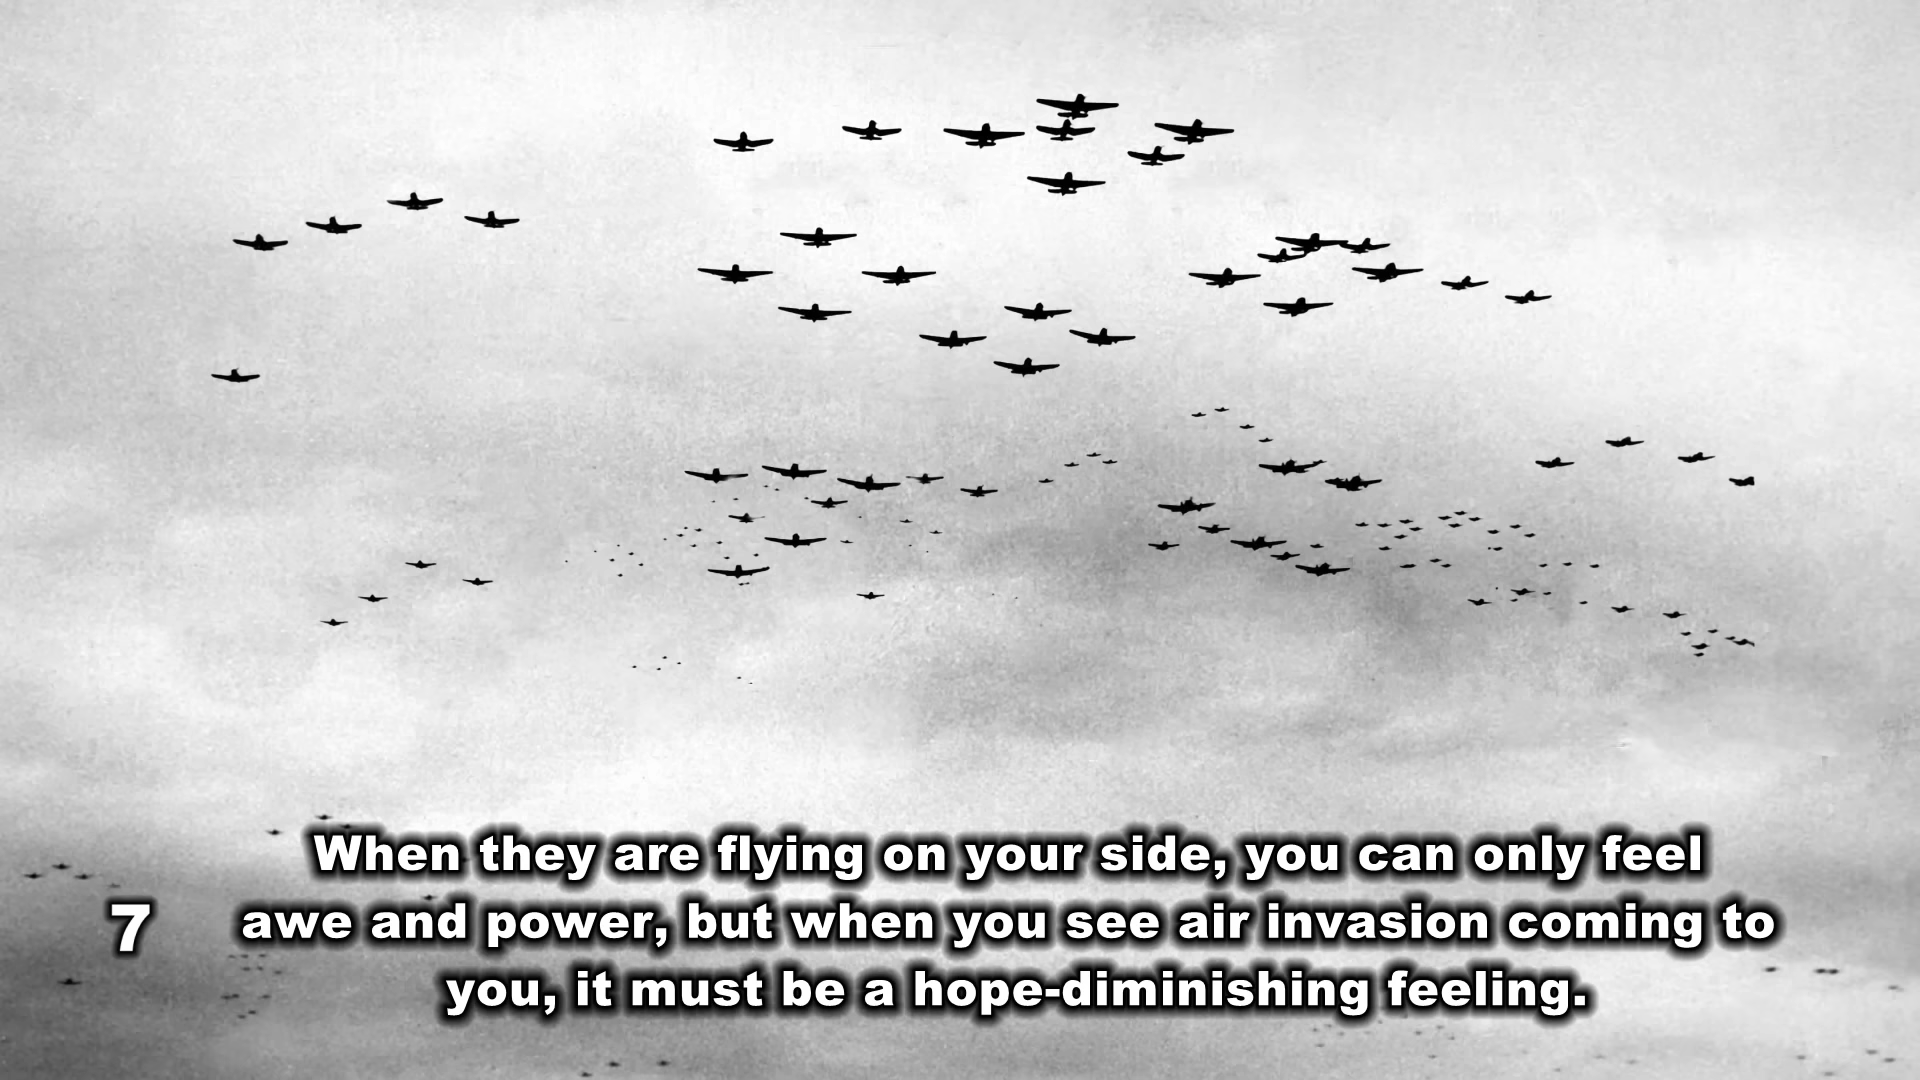 When they are flying on your side, you can only feel
7
awe and power, but when you see air invasion coming to
you, it must be a hope-diminishing feeling.